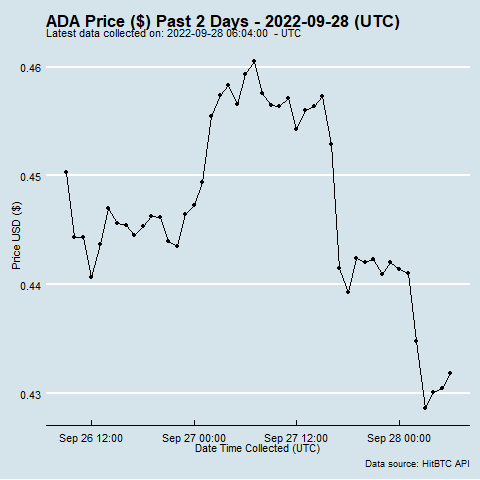 ADA Price ($) Past 2 Days - 2022-09-28 (UTC)
Latest data collected on: 2022-09-28 06:04:00  - UTC
0.46
0.45
0.44
0.43
Price USD ($)
Sep 26 12:00 Sep 27 00:00 Sep 27 12:00 Sep 28 00:00
Date Time Collected (UTC)
Data source: HitBTC API